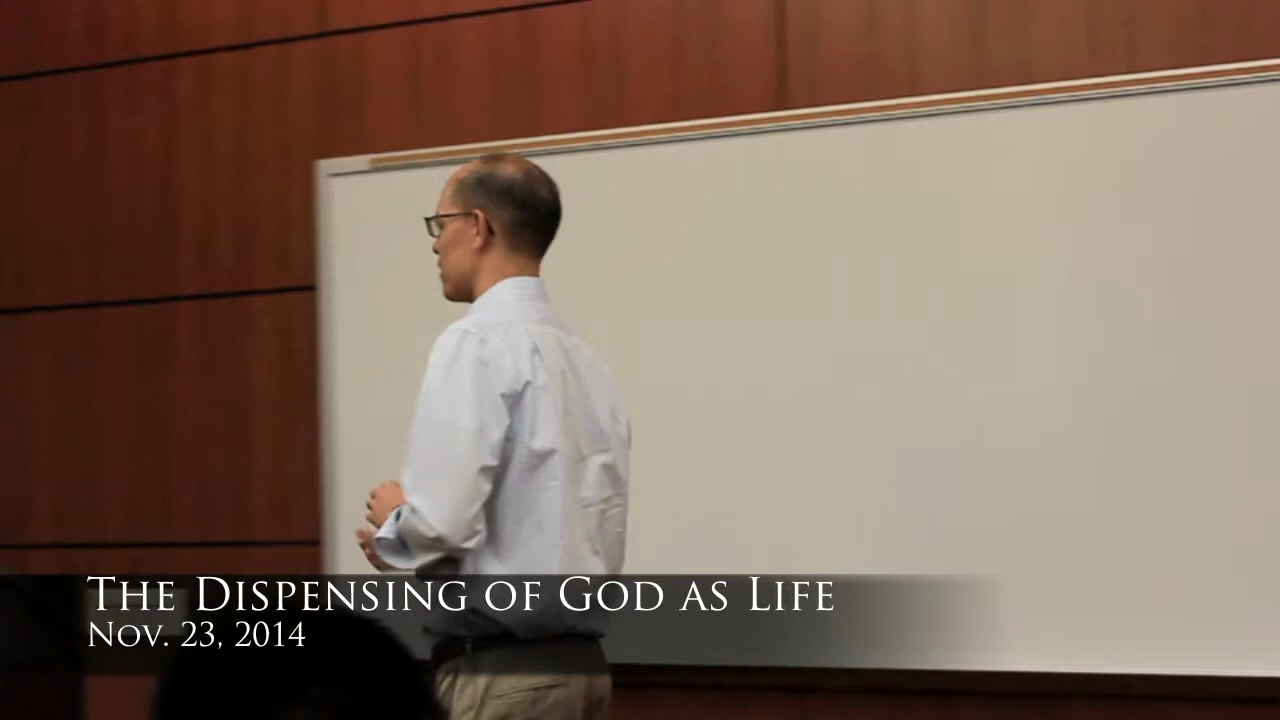 The Dispensing of God as Life
Nov. 23, 2014